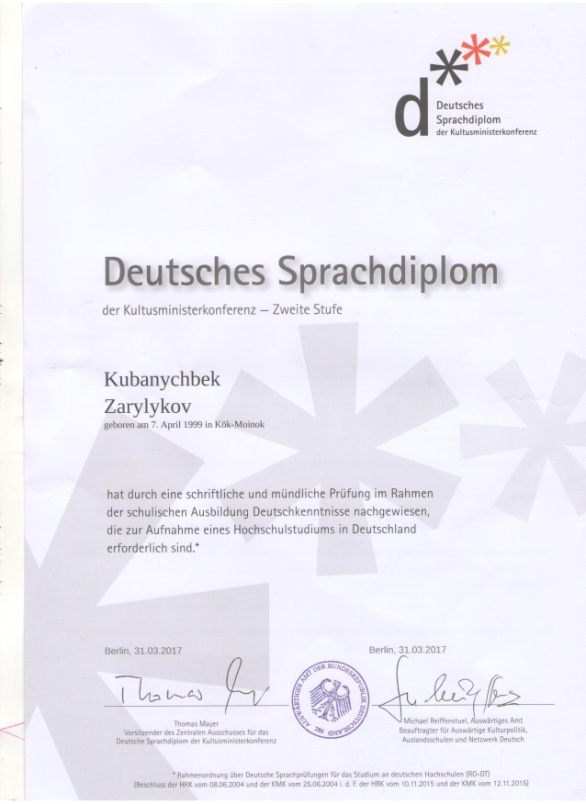 d
Deutsches
Sprachdiplom
der Kultusministerkonferenz
Deutsches Sprachdiplom
der Kultusministerkonferenz – Zweite Stufe
Kubanychbek
Zarylykov
geboren am 7. April 1999 in Kök-Moinok
hat durch eine schriftliche und mündliche Prüfung im Rahmen
der schulischen Ausbildung Deutschkenntnisse nachgewiesen,
die zur Aufnahme eines Hochschulstudiums in Deutschland
erforderlich sind.*
Berlin, 31.03.2017
Berlin, 31.03.2017
Thomas
AUSWÄRTIGES AMT DER BUNDESREPUBLIK DEUTSCHLAND
Thomas Mayer
Vorsitzender des Zentralen Ausschusses für das
Deutsche Sprachdiplom der Kultusministerkonferenz
Michael Reiffenstuel, Auswärtiges Amt
Beauftragter für Auswärtige Kulturpolitik,
Auslandsschulen und Netzwerk Deutsch
* Rahmenordnung über Deutsche Sprachprüfungen für das Studium an deutschen Hochschulen (RO-DT)
(Beschluss der HRK vom 08.06.2004 und der KMK vom 25.06.2004 i. d. F. der HRK vom 10.11.2015 und der KMK vom 12.11.2015)